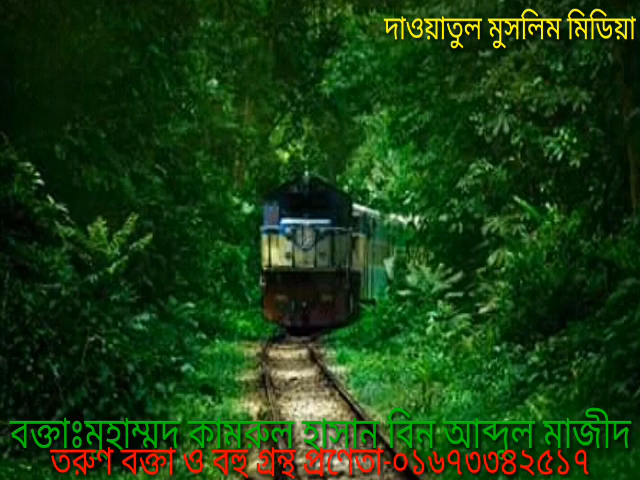 দাওয়াতুল মুসলিম মিডিয়া
বক্তাঃমহাম্মদ কামরুল হাসান বিন আব্দুল মাজীদ
তরুণ বক্তা ও বহু গ্রন্থ প্রণেতা-০১৬৭৩৩৪২৫১৭